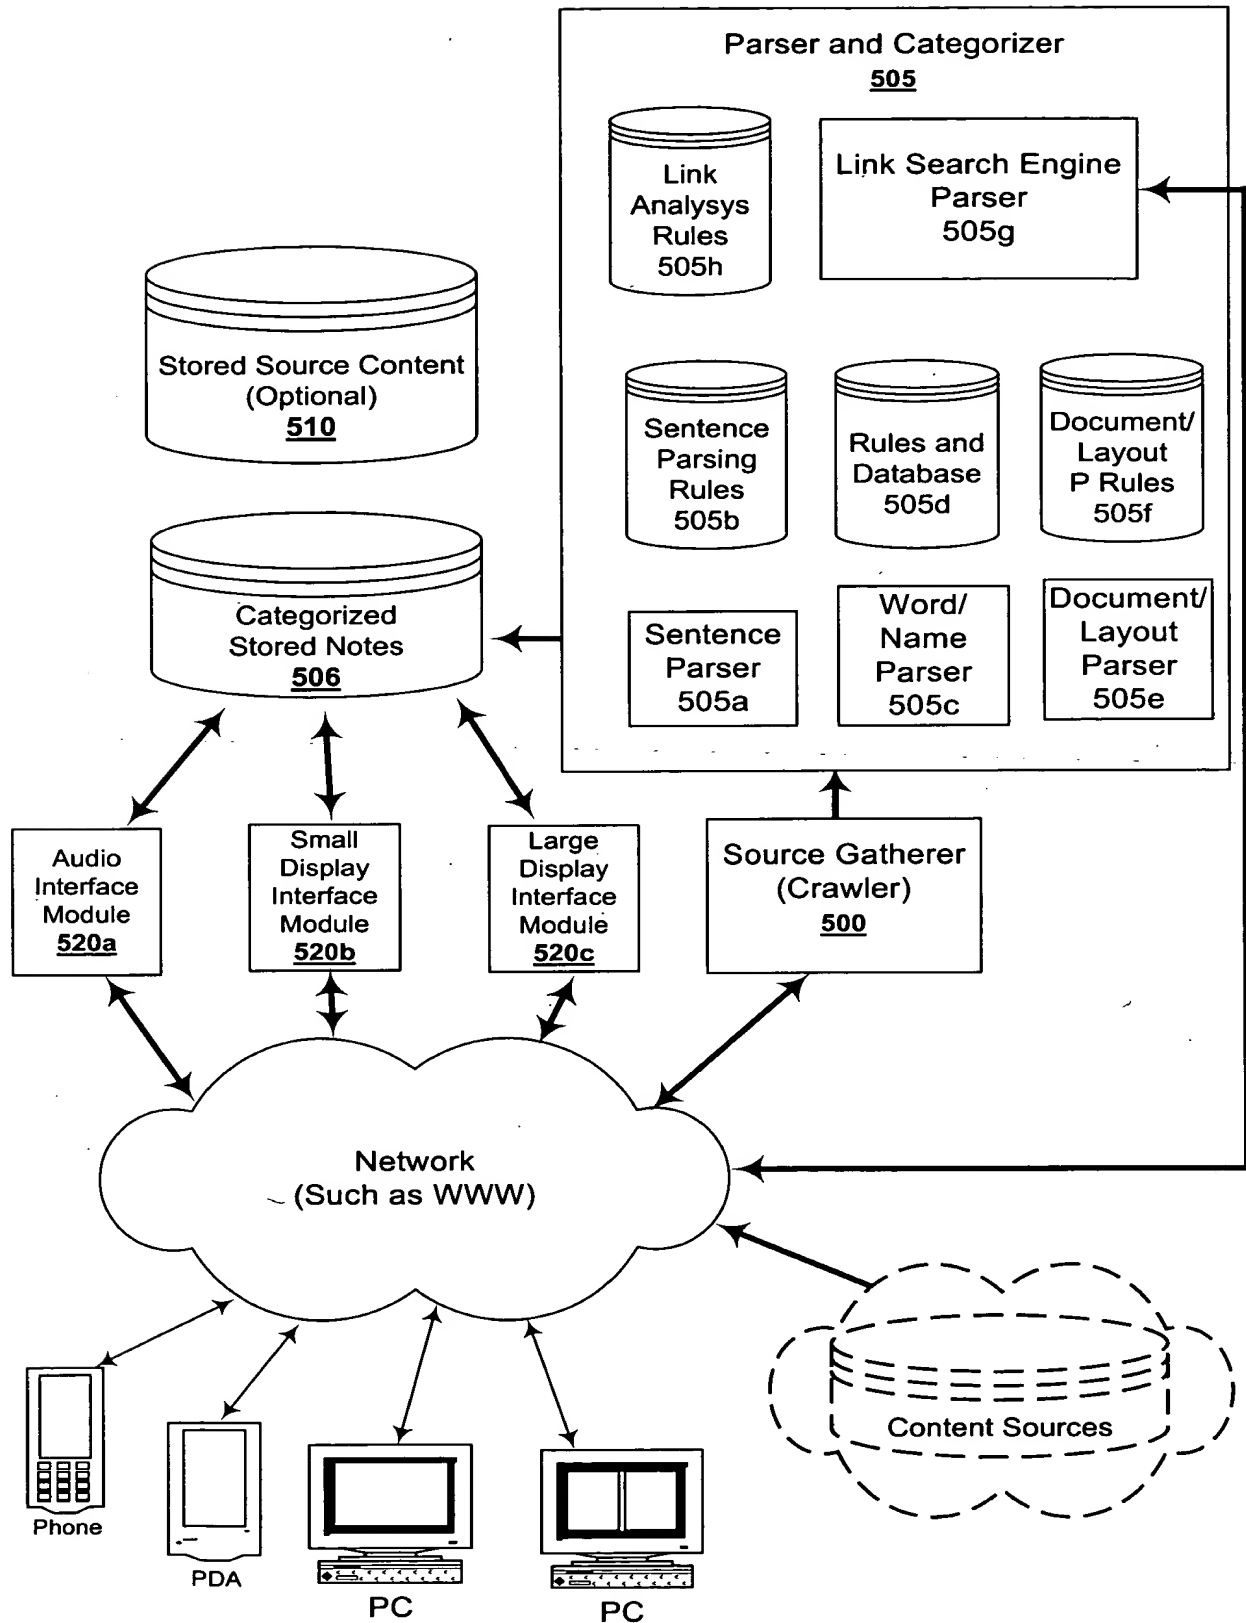 Parser and Categorizer
505
Link
Analysys
Rules
505h
Link Search Engine
Parser
505g
Stored Source Content
(Optional)
510
Sentence
Parsing
Rules
505b
Rules and
Database
505d
Document/
Layout
P Rules
505f
Categorized
Stored Notes
506
Sentence
Parser
505a
Word/
Name
Parser
505c
Document/
Layout
Parser
505e
Audio
Interface
Module
520a
Small
Display
Interface
Module
520b
Large
Display
Interface
Module
520c
Source Gatherer
(Crawler)
500
Network
(Such as WWW)
Content Sources
Phone
PDA
PC
PC